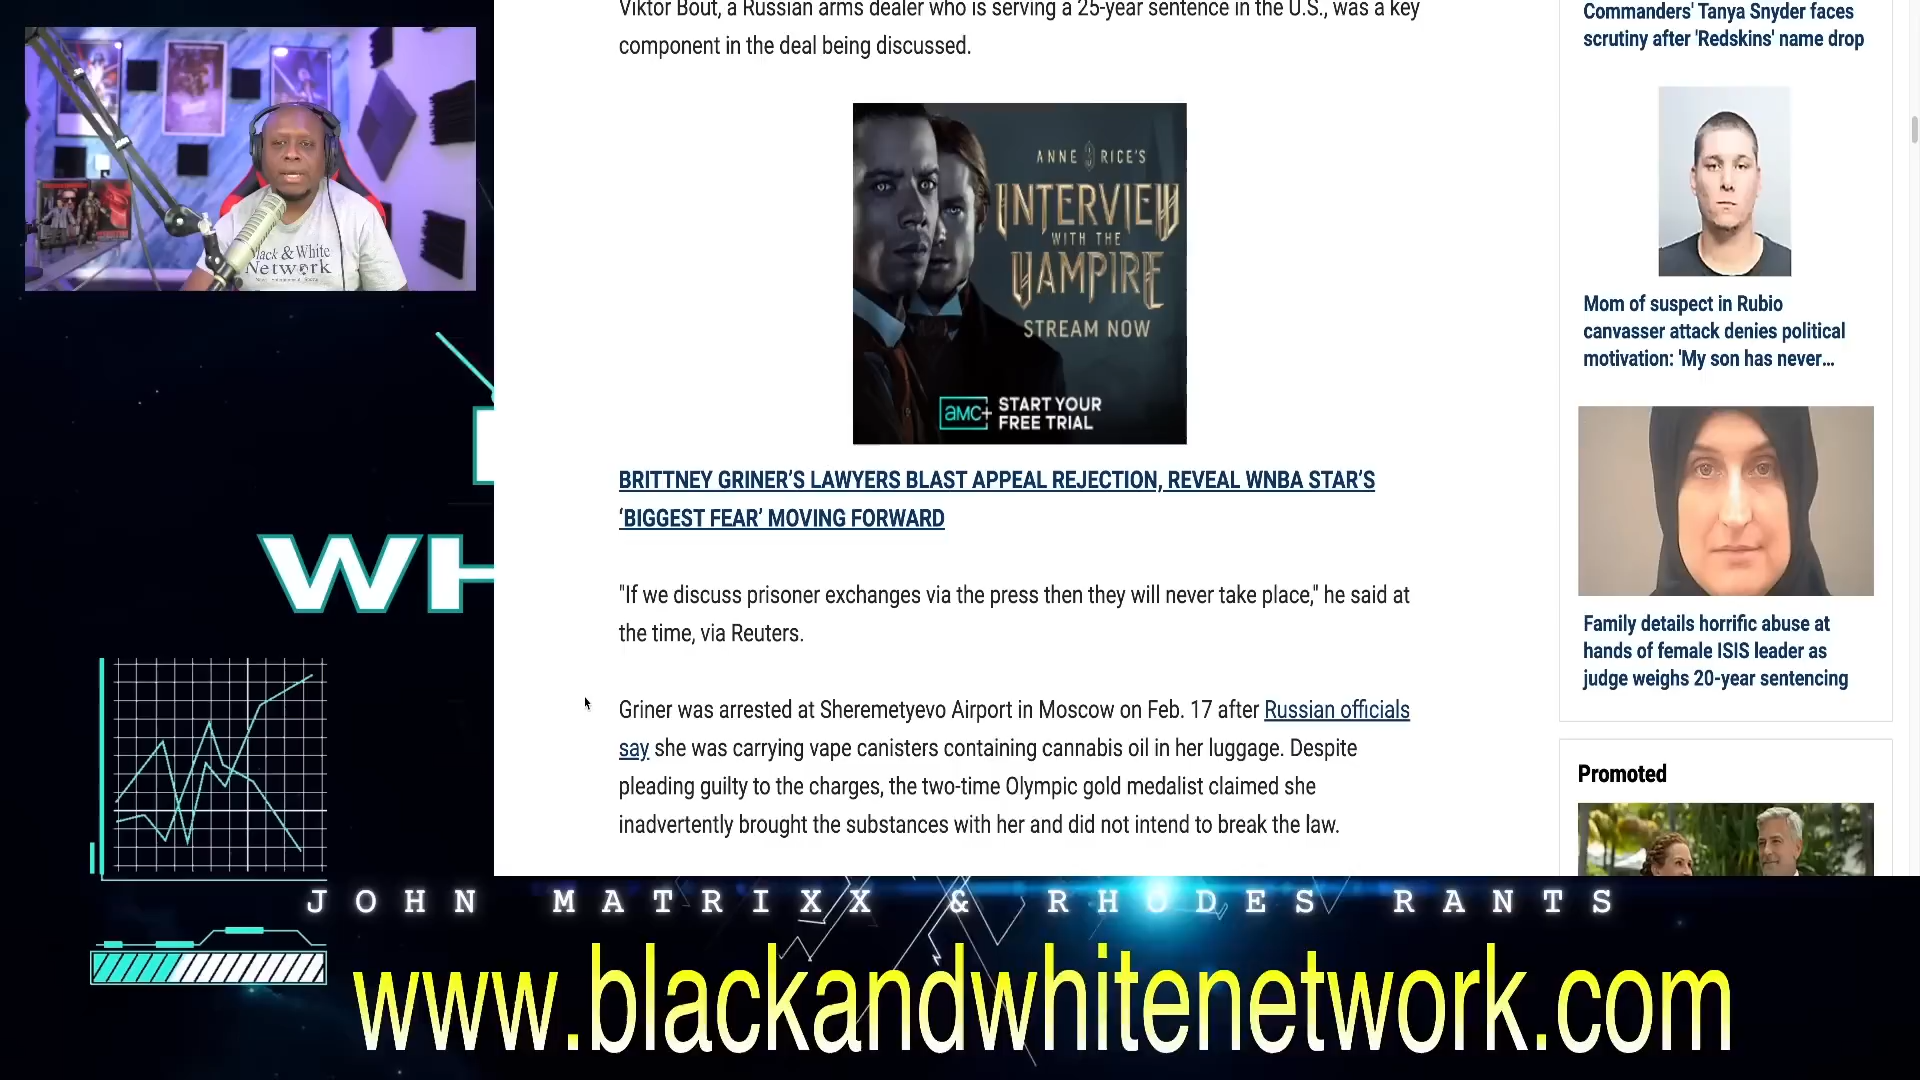 Viktor Bout, a Russian arms dealer who is serving a 25-year sentence in the U.S., was a key
component in the deal being discussed.
ANNE RICE'S
INTERVIEW
WITH THE
VAMPIRE
STREAM NOW
aMC+
START YOUR
FREE TRIAL
BRITTNEY GRINER'S LAWYERS BLAST APPEAL REJECTION, REVEAL WNBA STAR'S
'BIGGEST FEAR' MOVING FORWARD
"If we discuss prisoner exchanges via the press then they will never take place," he said at
the time, via Reuters.
Griner was arrested at Sheremetyevo Airport in Moscow on Feb. 17 after Russian officials
say she was carrying vape canisters containing cannabis oil in her luggage. Despite
pleading guilty to the charges, the two-time Olympic gold medalist claimed she
inadvertently brought the substances with her and did not intend to break the law.
Commanders' Tanya Snyder faces
scrutiny after 'Redskins' name drop
Mom of suspect in Rubio
canvasser attack denies political
motivation: 'My son has never...
Family details horrific abuse at
hands of female ISIS leader as
judge weighs 20-year sentencing
Promoted
Black & White
Network
WH
JOHN MATRIXX & RHODES RANTS
www.blackandwhitenetwork.com